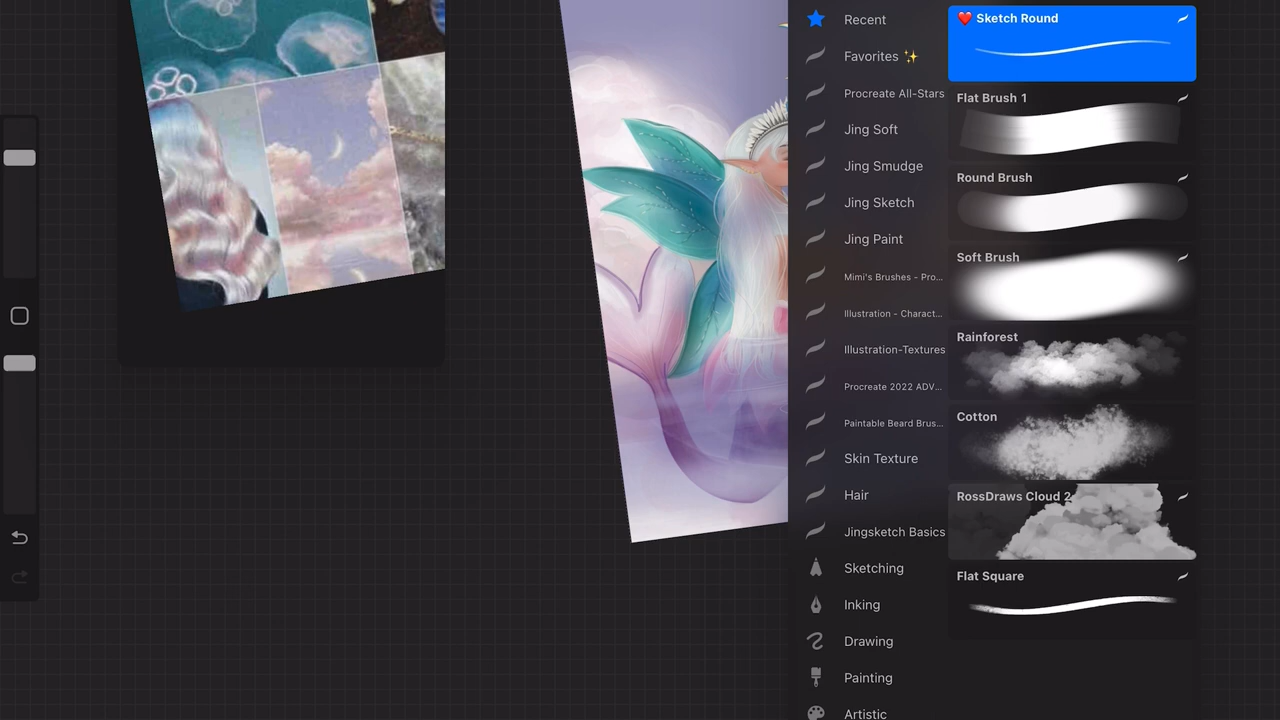 Recent
Favorites ✨
Procreate All-Stars
Jing Soft
Jing Smudge
Jing Sketch
Jing Paint
Mimi's Brushes - Pro...
Illustration - Charact...
Illustration-Textures
Procreate 2022 ADV...
Paintable Beard Brus...
Skin Texture
Hair
Jingsketch Basics
Sketching
Inking
Drawing
Painting
Artistic
❤️ Sketch Round
Flat Brush 1
Round Brush
Soft Brush
Rainforest
Cotton
RossDraws Cloud 2
Flat Square